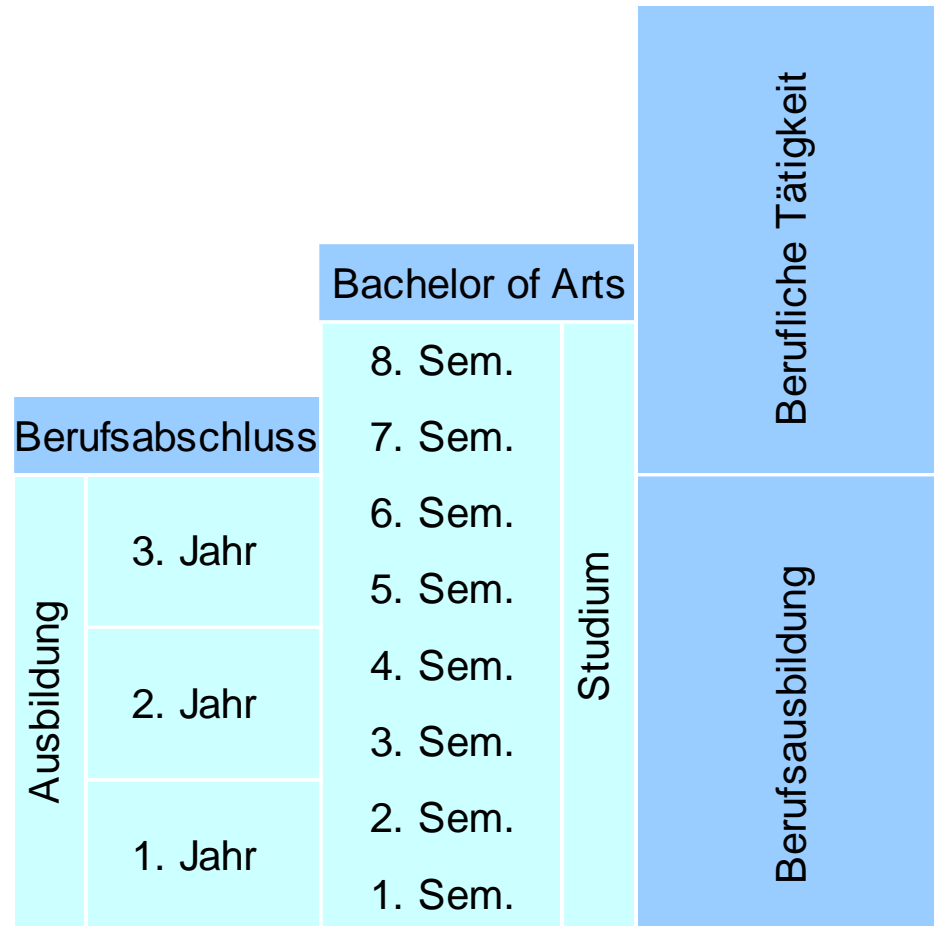 Berufliche Tätigkeit
Bachelor of Arts
8. Sem.
Berufsabschluss
7. Sem.
6. Sem.
3. Jahr
5. Sem.
Ausbildung
Studium
Berufsausbildung
4. Sem.
2. Jahr
3. Sem.
2. Sem.
1. Jahr
1. Sem.